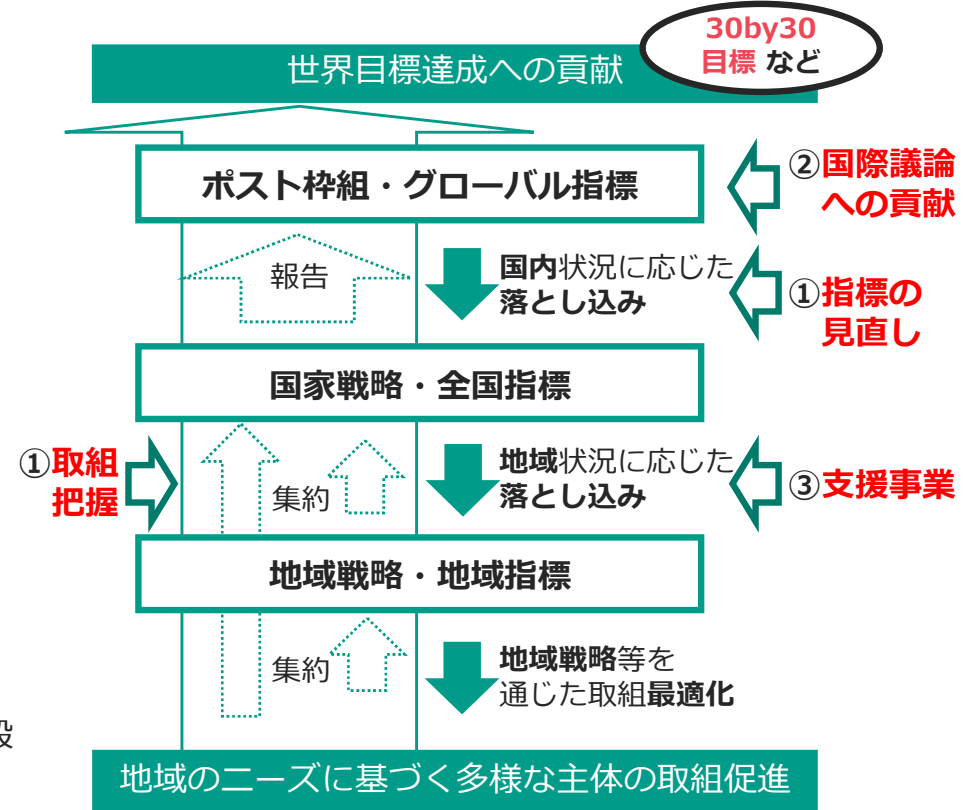 30by30
目標 など
世界目標達成への貢献
ポスト枠組・グローバル指標
②国際議論
への貢献
報告
国内状況に応じた
落とし込み
①指標の
見直し
国家戦略・全国指標
①取組
把握
集約
地域状況に応じた
落とし込み
③支援事業
地域戦略・地域指標
集約
地域戦略等を
通じた取組最適化
地域のニーズに基づく多様な主体の取組促進